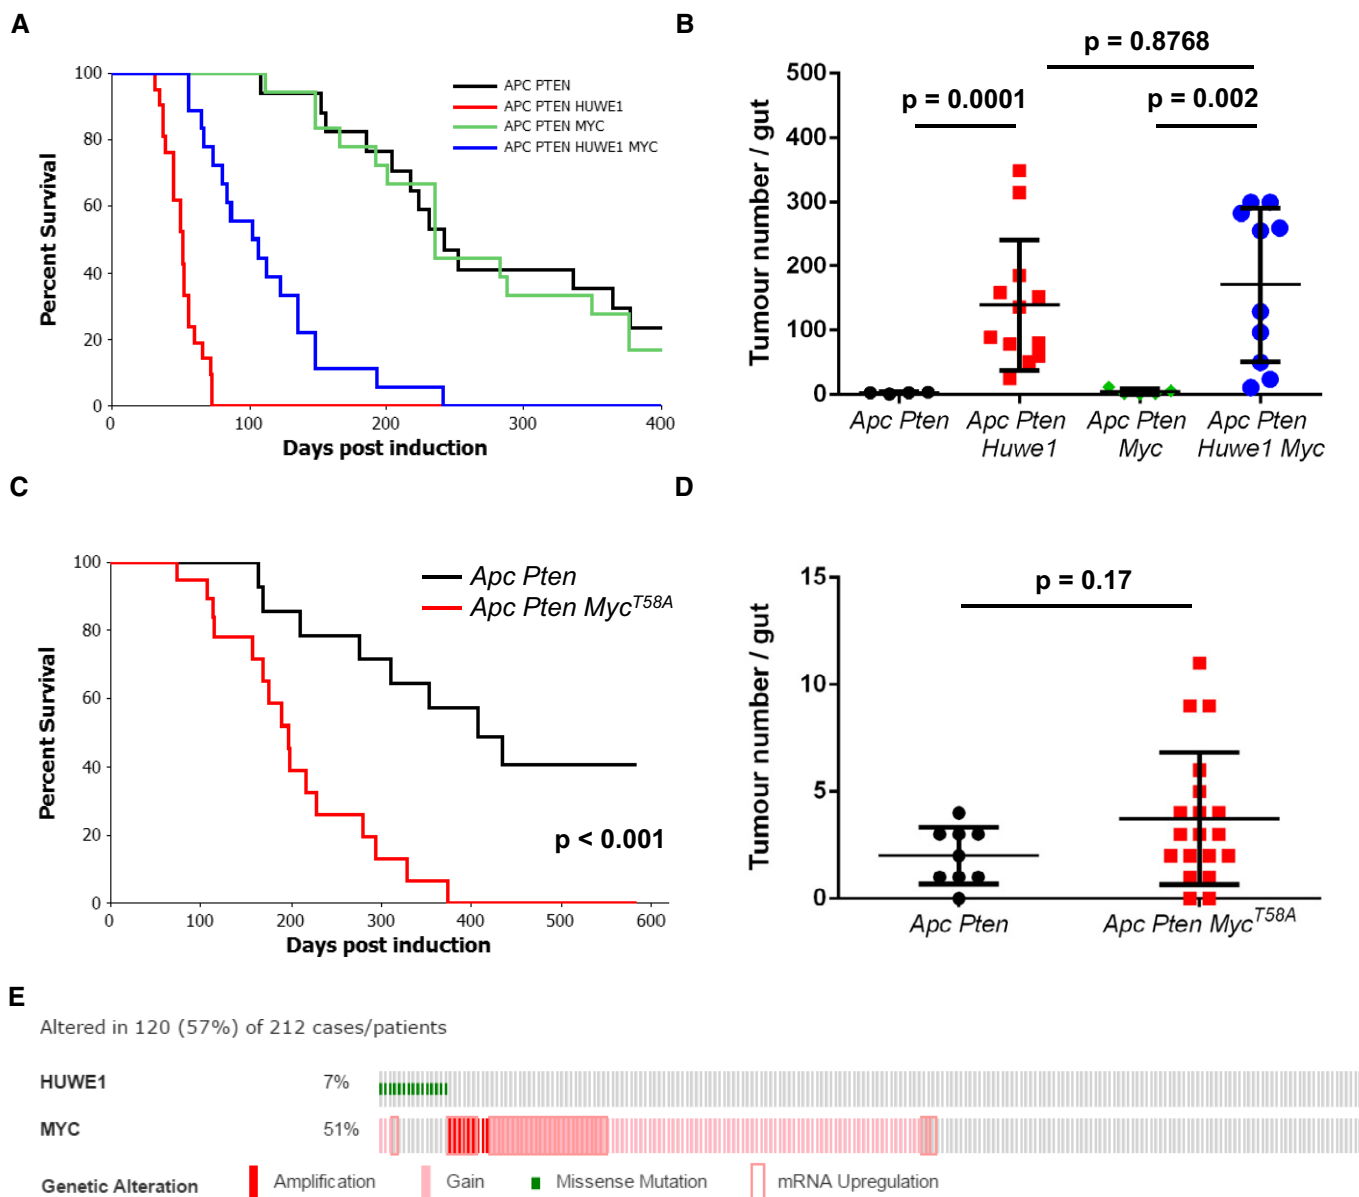 A
100
80
60
40
20
0
Percent Survival
0 100 200 300 400
Days post induction
APC PTEN
APC PTEN HUWE1
APC PTEN MYC
APC PTEN HUWE1 MYC
B
p = 0.8768
p = 0.0001
p = 0.002
500
400
300
200
100
0
Tumour number / gut
Apc Pten
Apc Pten
Huwe1
Apc Pten
Myc
Apc Pten
Huwe1 Myc
C
100
80
60
40
20
0
Percent Survival
0 100 200 300 400 500 600
Days post induction
Apc Pten
Apc Pten Myc^T58A
p < 0.001
D
p = 0.17
15
10
5
0
Tumour number / gut
Apc Pten
Apc Pten Myc^T58A
E
Altered in 120 (57%) of 212 cases/patients
HUWE1 7%
MYC 51%
Genetic Alteration Amplification Gain Missense Mutation mRNA Upregulation